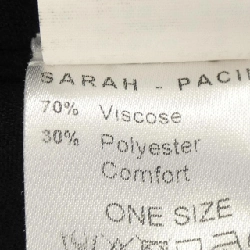 SARAH - PACI
70% Viscose
30% Polyester
Comfort
ONE SIZE